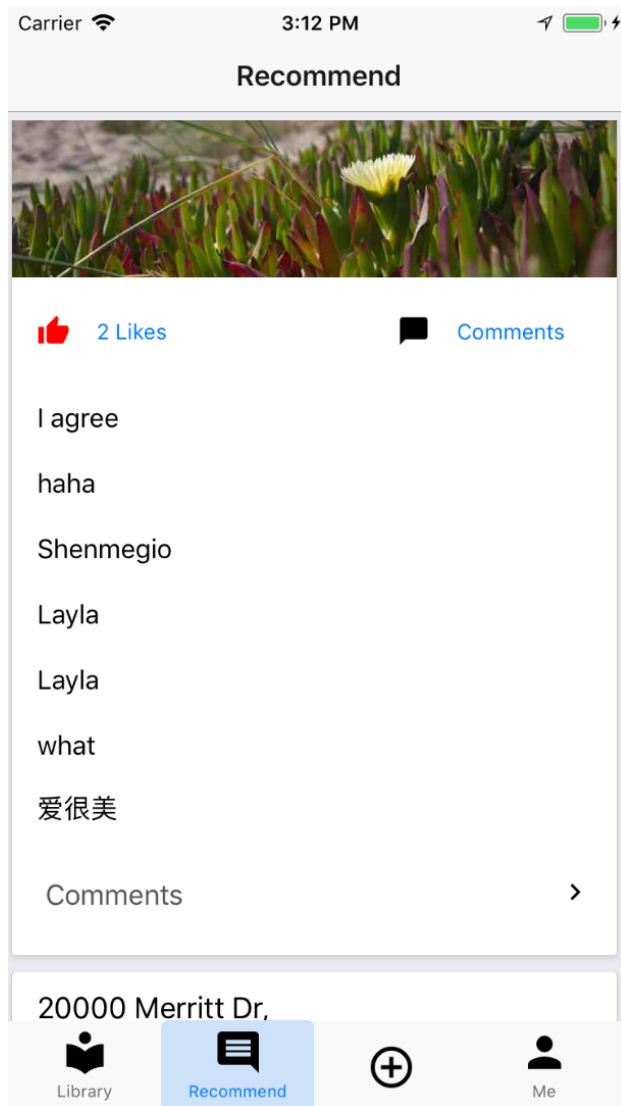 Carrier 3:12 PM
Recommend
2 Likes Comments
I agree
haha
Shenmegio
Layla
Layla
what
爱很美
Comments
20000 Merritt Dr,
Library Recommend Me